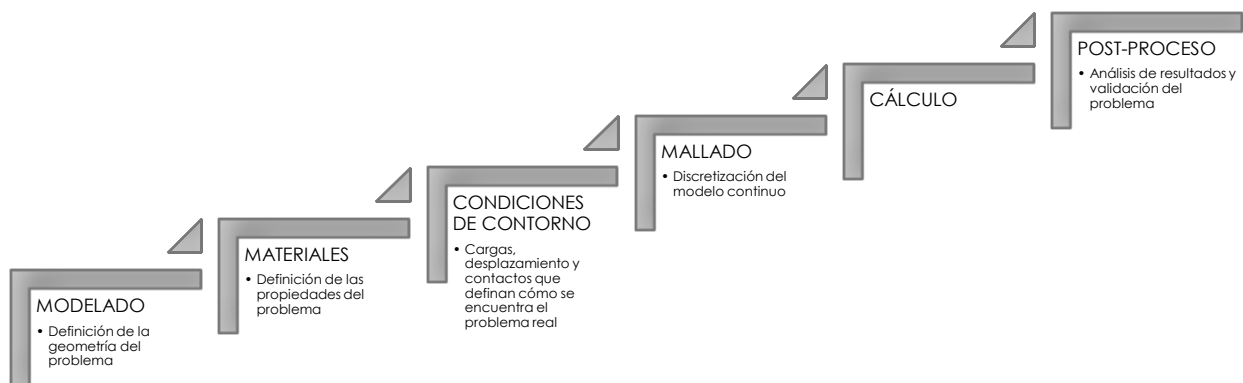 MODELADO
• Definición de la
geometría del
problema
MATERIALES
• Definición de las
propiedades del
problema
CONDICIONES
DE CONTORNO
• Cargas,
desplazamiento y
contactos que
definan cómo se
encuentra el
problema real
MALLADO
• Discretización del
modelo continuo
CÁLCULO
POST-PROCESO
• Análisis de resultados y
validación del
problema